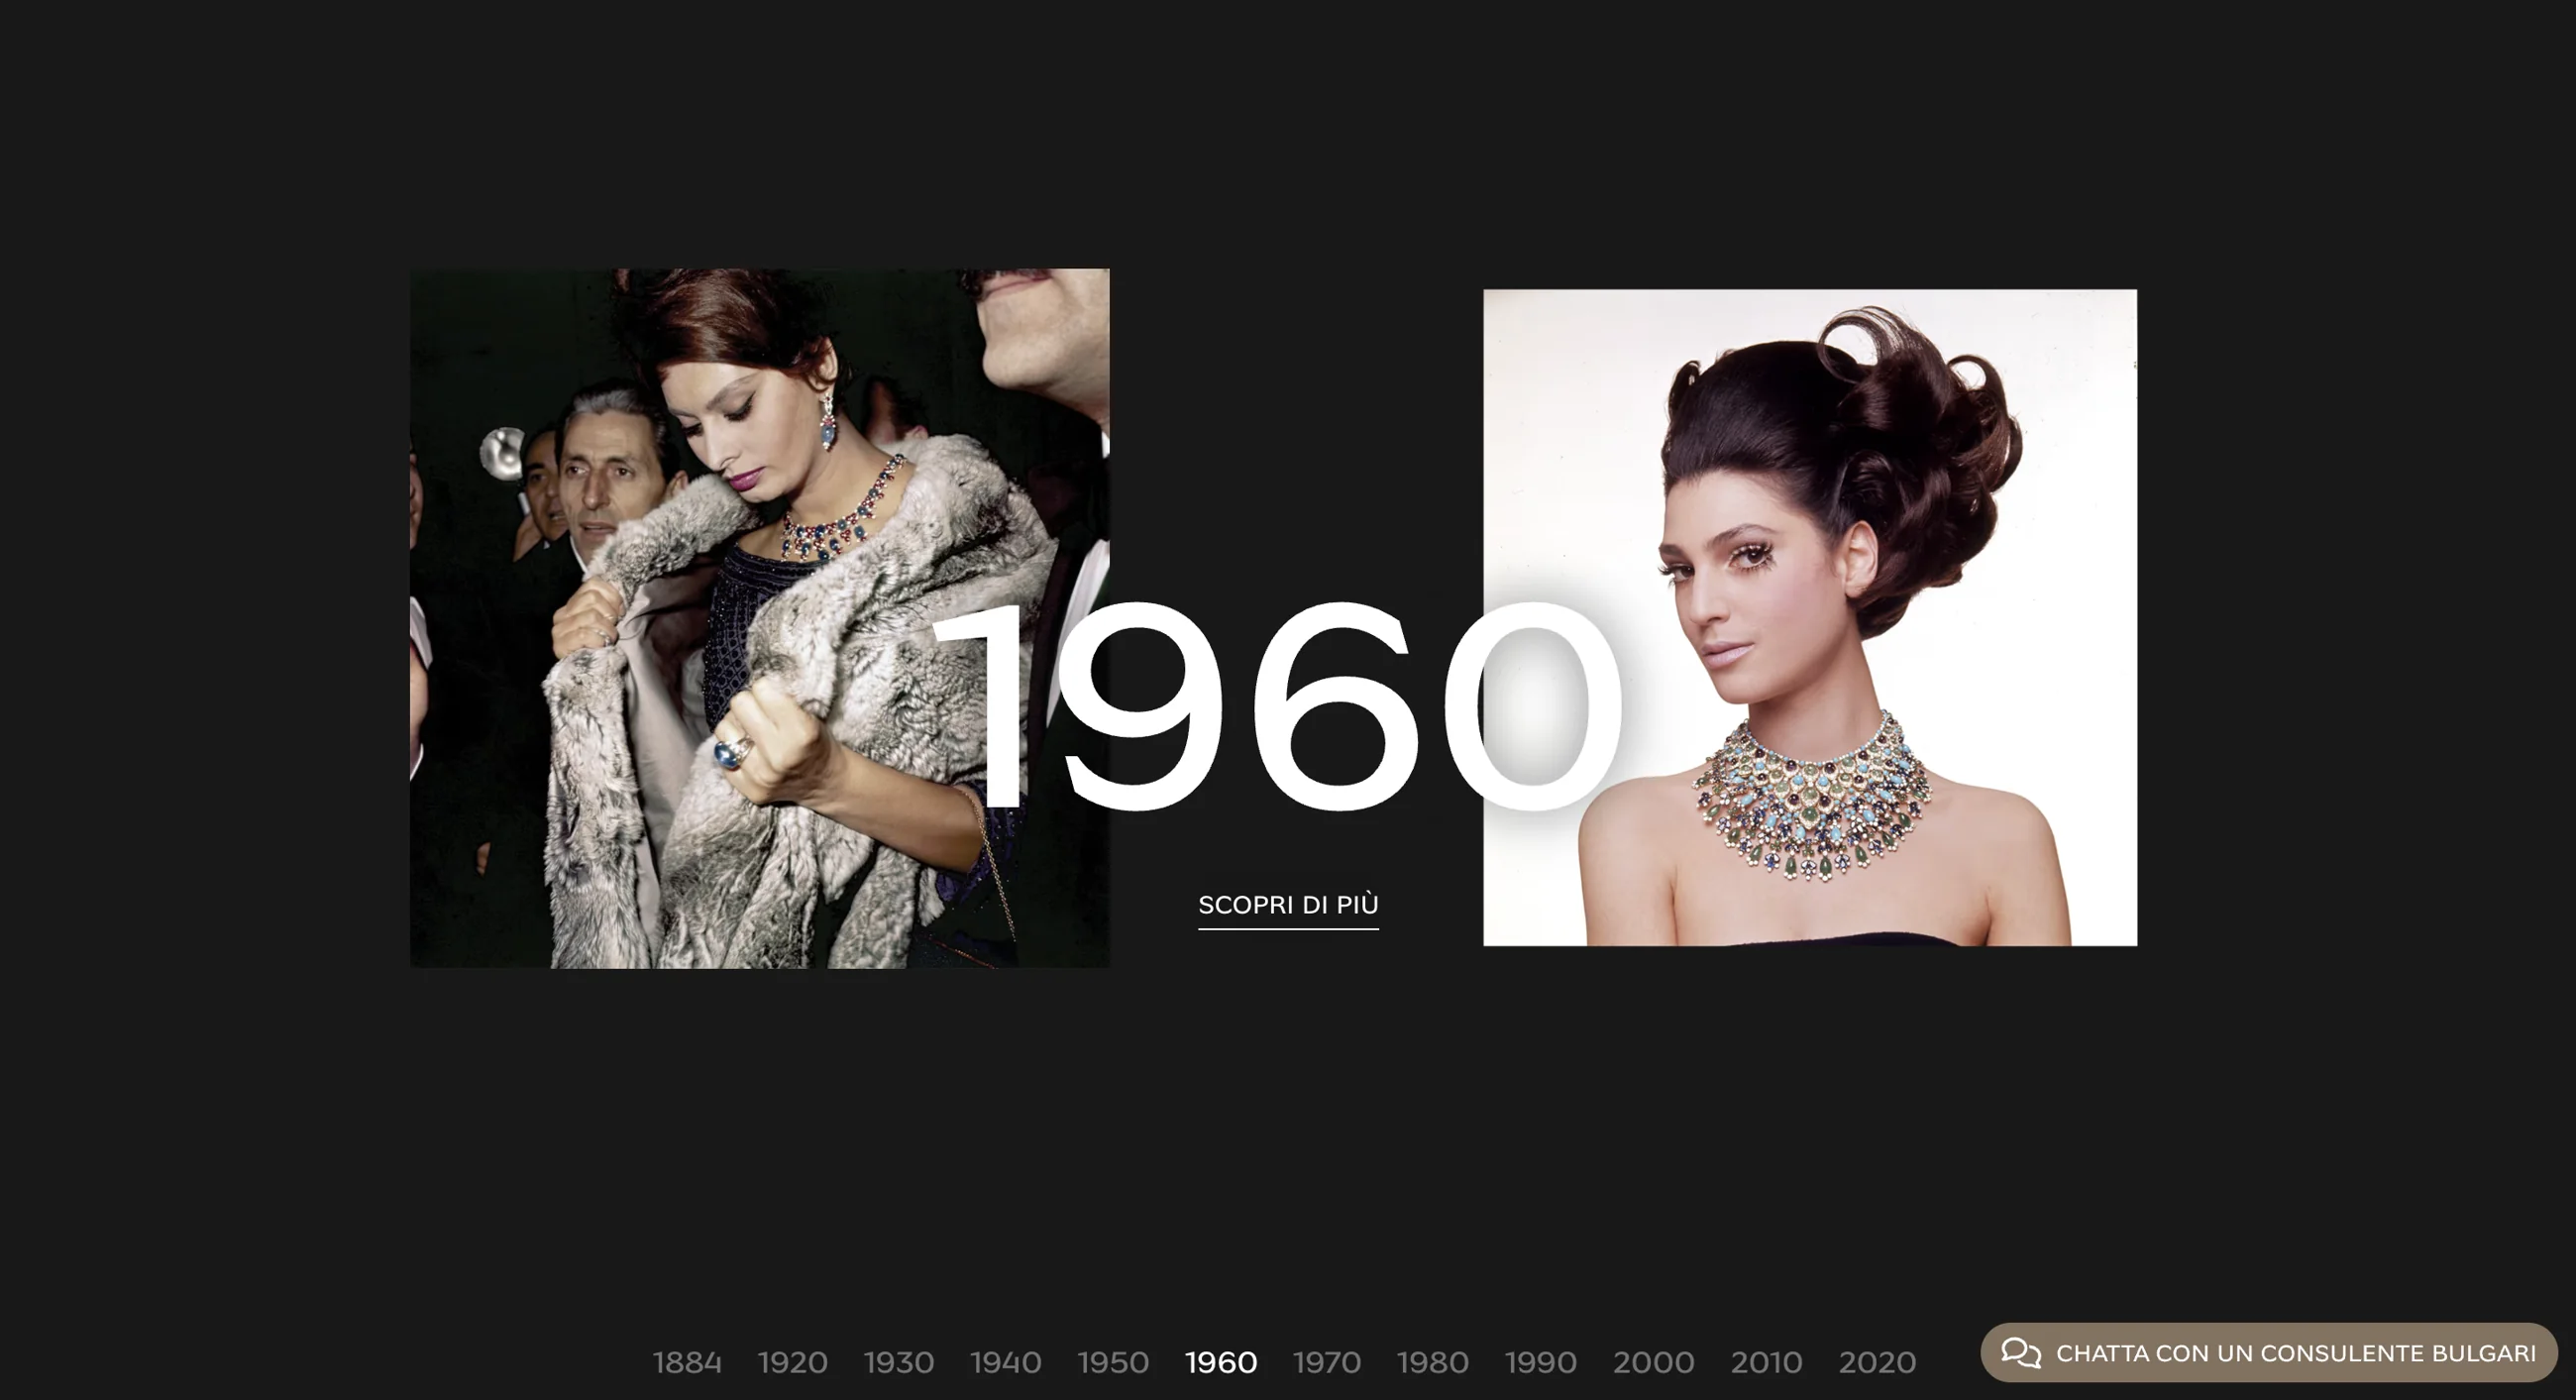 1960
SCOPRI DI PIÙ
1884 1920 1930 1940 1950 1960 1970 1980 1990 2000 2010 2020
CHATTA CON UN CONSULENTE BULGARI